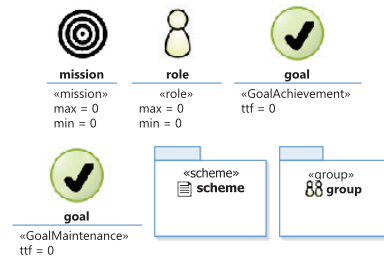 mission
«mission»
max = 0
min = 0
role
«role»
max = 0
min = 0
goal
«GoalAchievement»
ttf = 0
goal
«GoalMaintenance»
ttf = 0
«scheme»
scheme
«group»
group